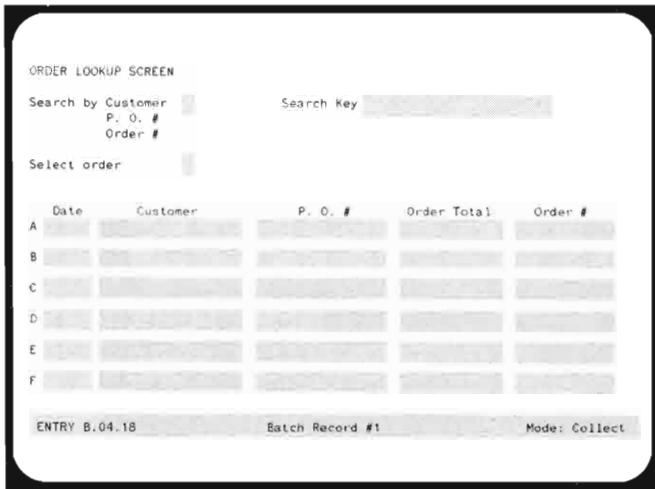 ORDER LOOKUP SCREEN
Search by Customer Search Key
P. O. #
Order #
Select order
Date Customer P. O. # Order Total Order #
A
B
C
D
E
F
ENTRY B.04.18 Batch Record #1 Mode: Collect